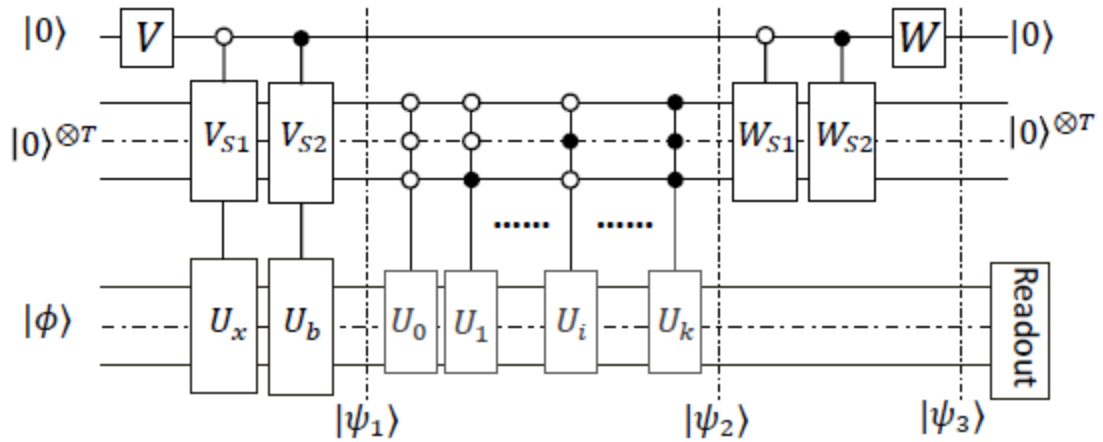 |0⟩ V W |0⟩
|0⟩⊗T V_S1 V_S2 W_S1 W_S2 |0⟩⊗T
...... ......
|ϕ⟩ U_x U_b U_0 U_1 U_i U_k Readout
|ψ_1⟩ |ψ_2⟩ |ψ_3⟩